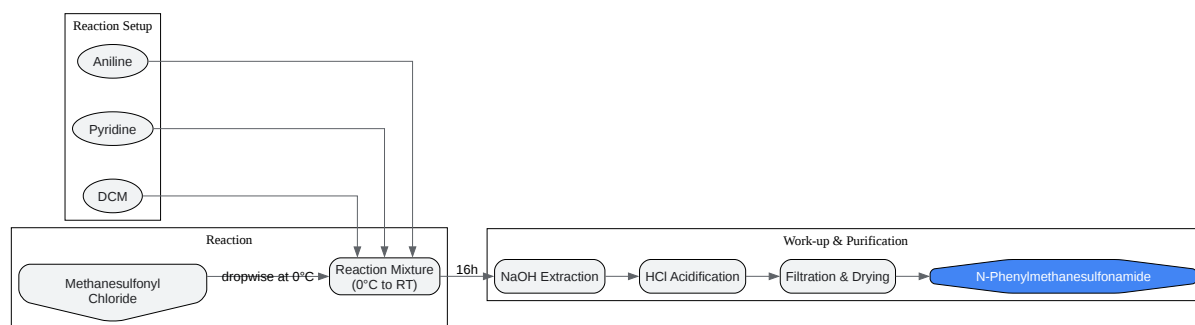 Reaction Setup
Aniline
Pyridine
DCM
Reaction
Methanesulfonyl
Chloride
dropwise at 0°C
Reaction Mixture
(0°C to RT)
16h
Work-up & Purification
NaOH Extraction
HCl Acidification
Filtration & Drying
N-Phenylmethanesulfonamide